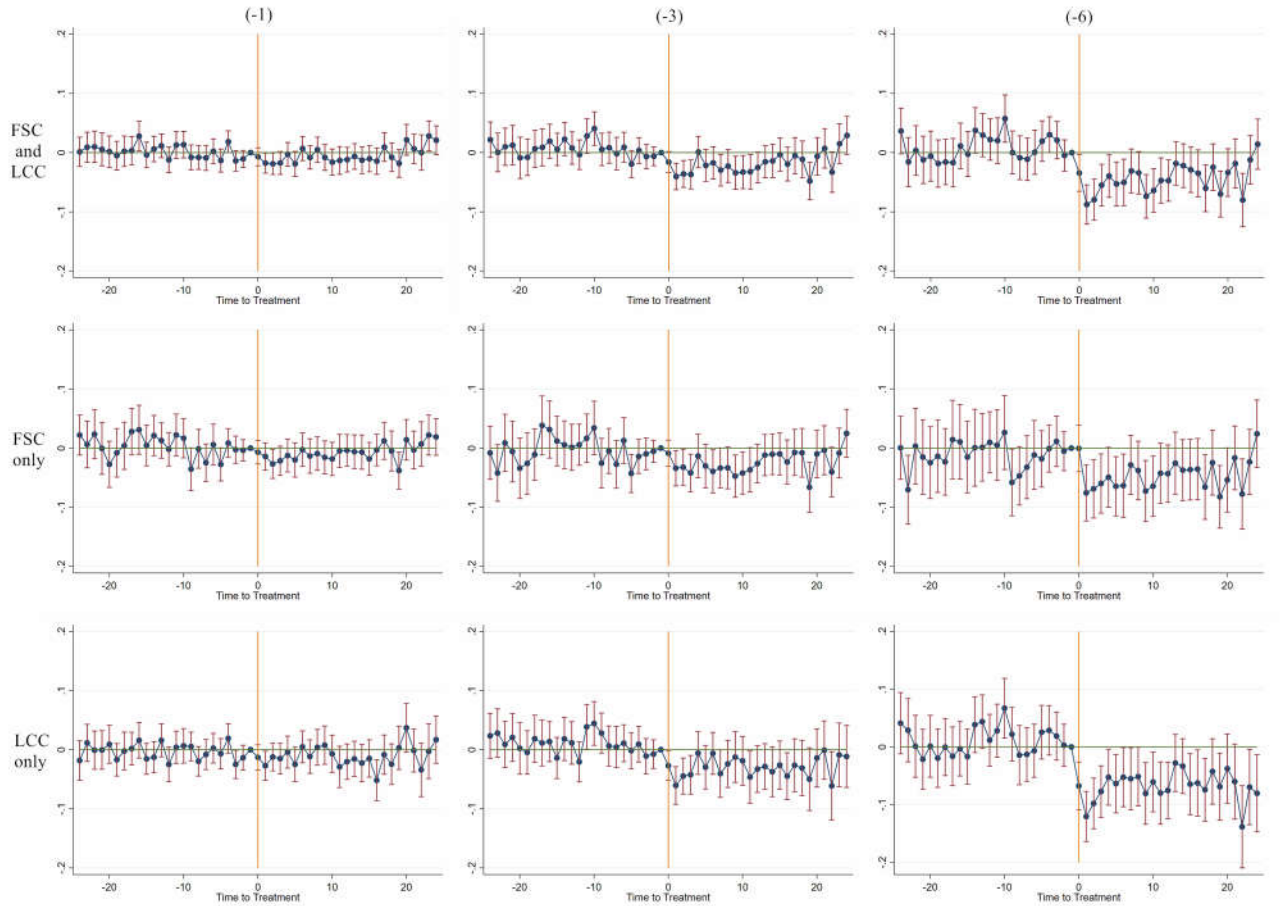 (-1) (-3) (-6)
FSC
and
LCC
.2 .1 0 -.1 -.2
-20 -10 0 10 20
Time to Treatment
.2 .1 0 -.1 -.2
-20 -10 0 10 20
Time to Treatment
.2 .1 0 -.1 -.2
-20 -10 0 10 20
Time to Treatment
FSC
only
.2 .1 0 -.1 -.2
-20 -10 0 10 20
Time to Treatment
.2 .1 0 -.1 -.2
-20 -10 0 10 20
Time to Treatment
.2 .1 0 -.1 -.2
-20 -10 0 10 20
Time to Treatment
LCC
only
.2 .1 0 -.1 -.2
-20 -10 0 10 20
Time to Treatment
.2 .1 0 -.1 -.2
-20 -10 0 10 20
Time to Treatment
.2 .1 0 -.1 -.2
-20 -10 0 10 20
Time to Treatment